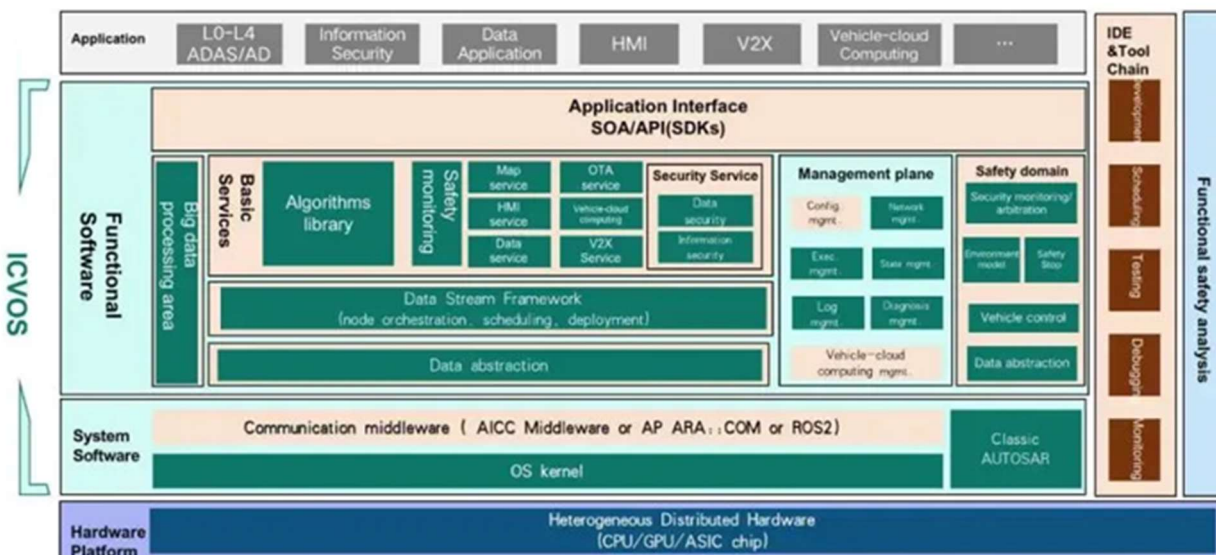 Application
L0-L4
ADAS/AD
Information
Security
Data
Application
HMI
V2X
Vehicle-cloud
Computing
...
IDE
&Tool
Chain
Functional safety analysis
ICVOS
Functional
Software
Application Interface
SOA/API(SDKs)
Big data
processing area
Basic
Services
Algorithms
library
Safety
monitoring
Map
service
OTA
service
HMI
service
Vehicle-cloud
computing
Data
service
V2X
Service
Security Service
Data
security
Information
security
Data Stream Framework
(node orchestration, scheduling, deployment)
Data abstraction
Management plane
Config.
mgmt.
Network
mgmt.
Exec.
mgmt.
State mgmt.
Log
mgmt.
Diagnosis
mgmt.
Vehicle-cloud
computing mgmt.
Safety domain
Security monitoring/
arbitration
Environment
model
Safety
Stop
Vehicle control
Data abstraction
evelopmen
Scheduling
Testing
Debuggin
Monitoring
System
Software
Communication middleware ( AICC Middleware or AP ARA::COM or ROS2)
OS kernel
Classic
AUTOSAR
Hardware
Platform
Heterogeneous Distributed Hardware
(CPU/GPU/ASIC chip)